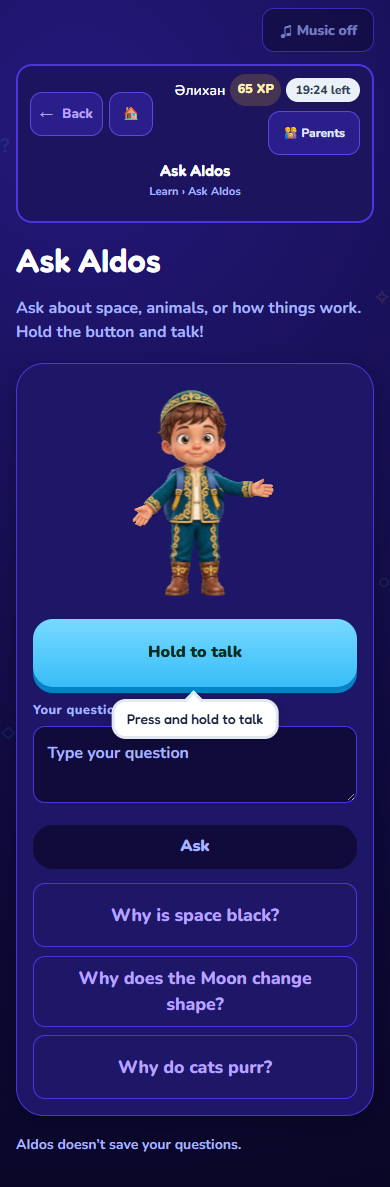 ♫ Music off
← Back
Әлихан
65 XP
19:24 left
Parents
Ask Aldos
Learn › Ask Aldos
Ask Aldos
Ask about space, animals, or how things work.
Hold the button and talk!
Hold to talk
Your questio
Press and hold to talk
Type your question
Ask
Why is space black?
Why does the Moon change
shape?
Why do cats purr?
Aldos doesn't save your questions.